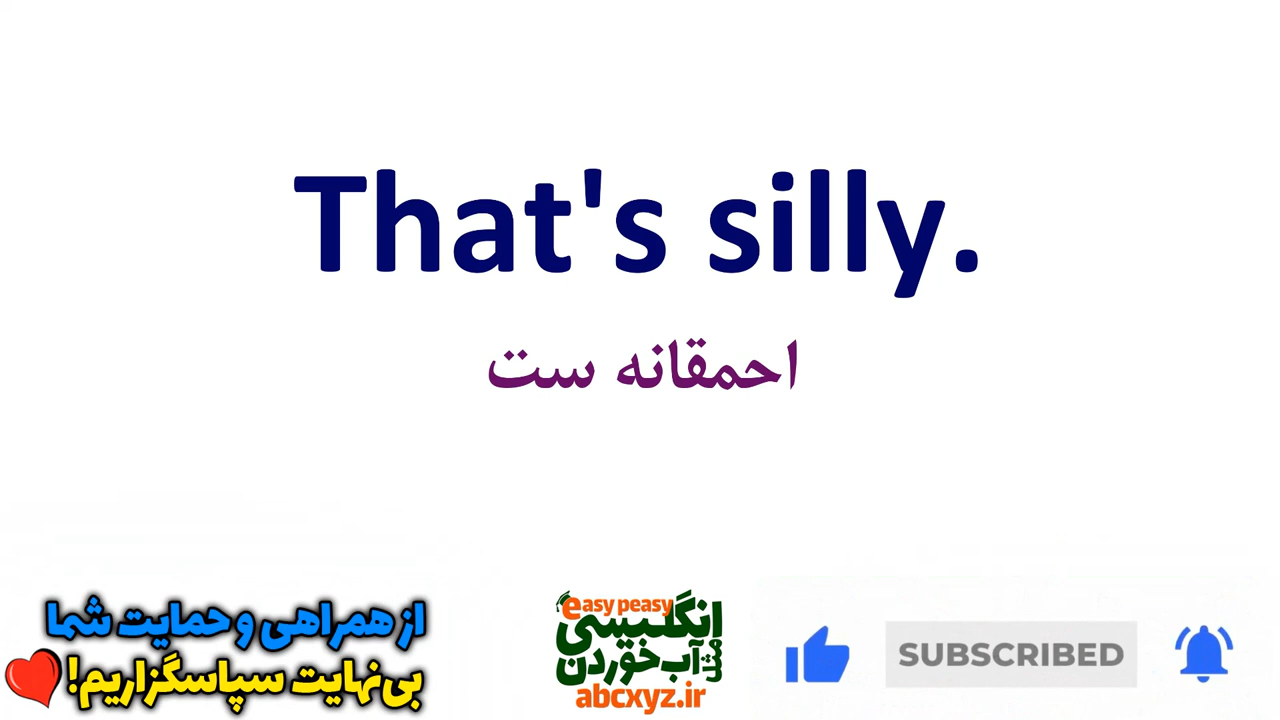 That's silly.
احمقانه ست
از همراهی و حمایت شما
بی‌نهایت سپاسگزاریم!
easy peasy
انگلیسی
مثل آب خوردن
abcxyz.ir
SUBSCRIBED